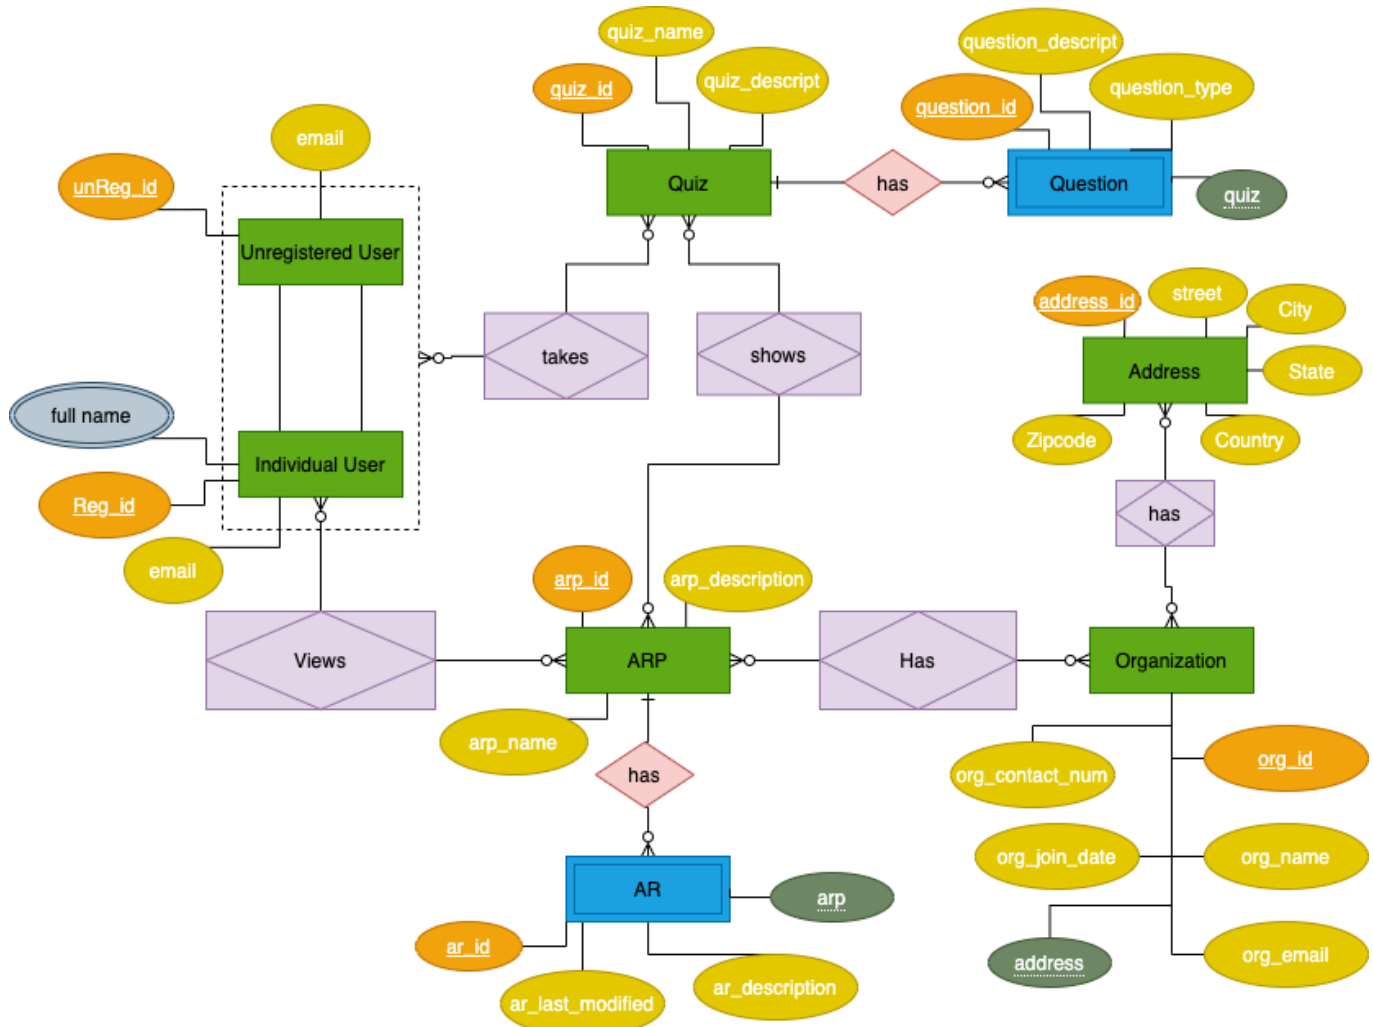 quiz_name
question_descript
quiz_id
quiz_descript
question_id
question_type
email
unReg_id
Quiz
has
Question
quiz
Unregistered User
address_id
street
City
takes
shows
Address
State
full name
Zipcode
Country
Individual User
Reg_id
has
email
arp_id
arp_description
Views
ARP
Has
Organization
arp_name
has
org_contact_num
org_id
org_join_date
org_name
AR
arp
ar_id
address
org_email
ar_last_modified
ar_description